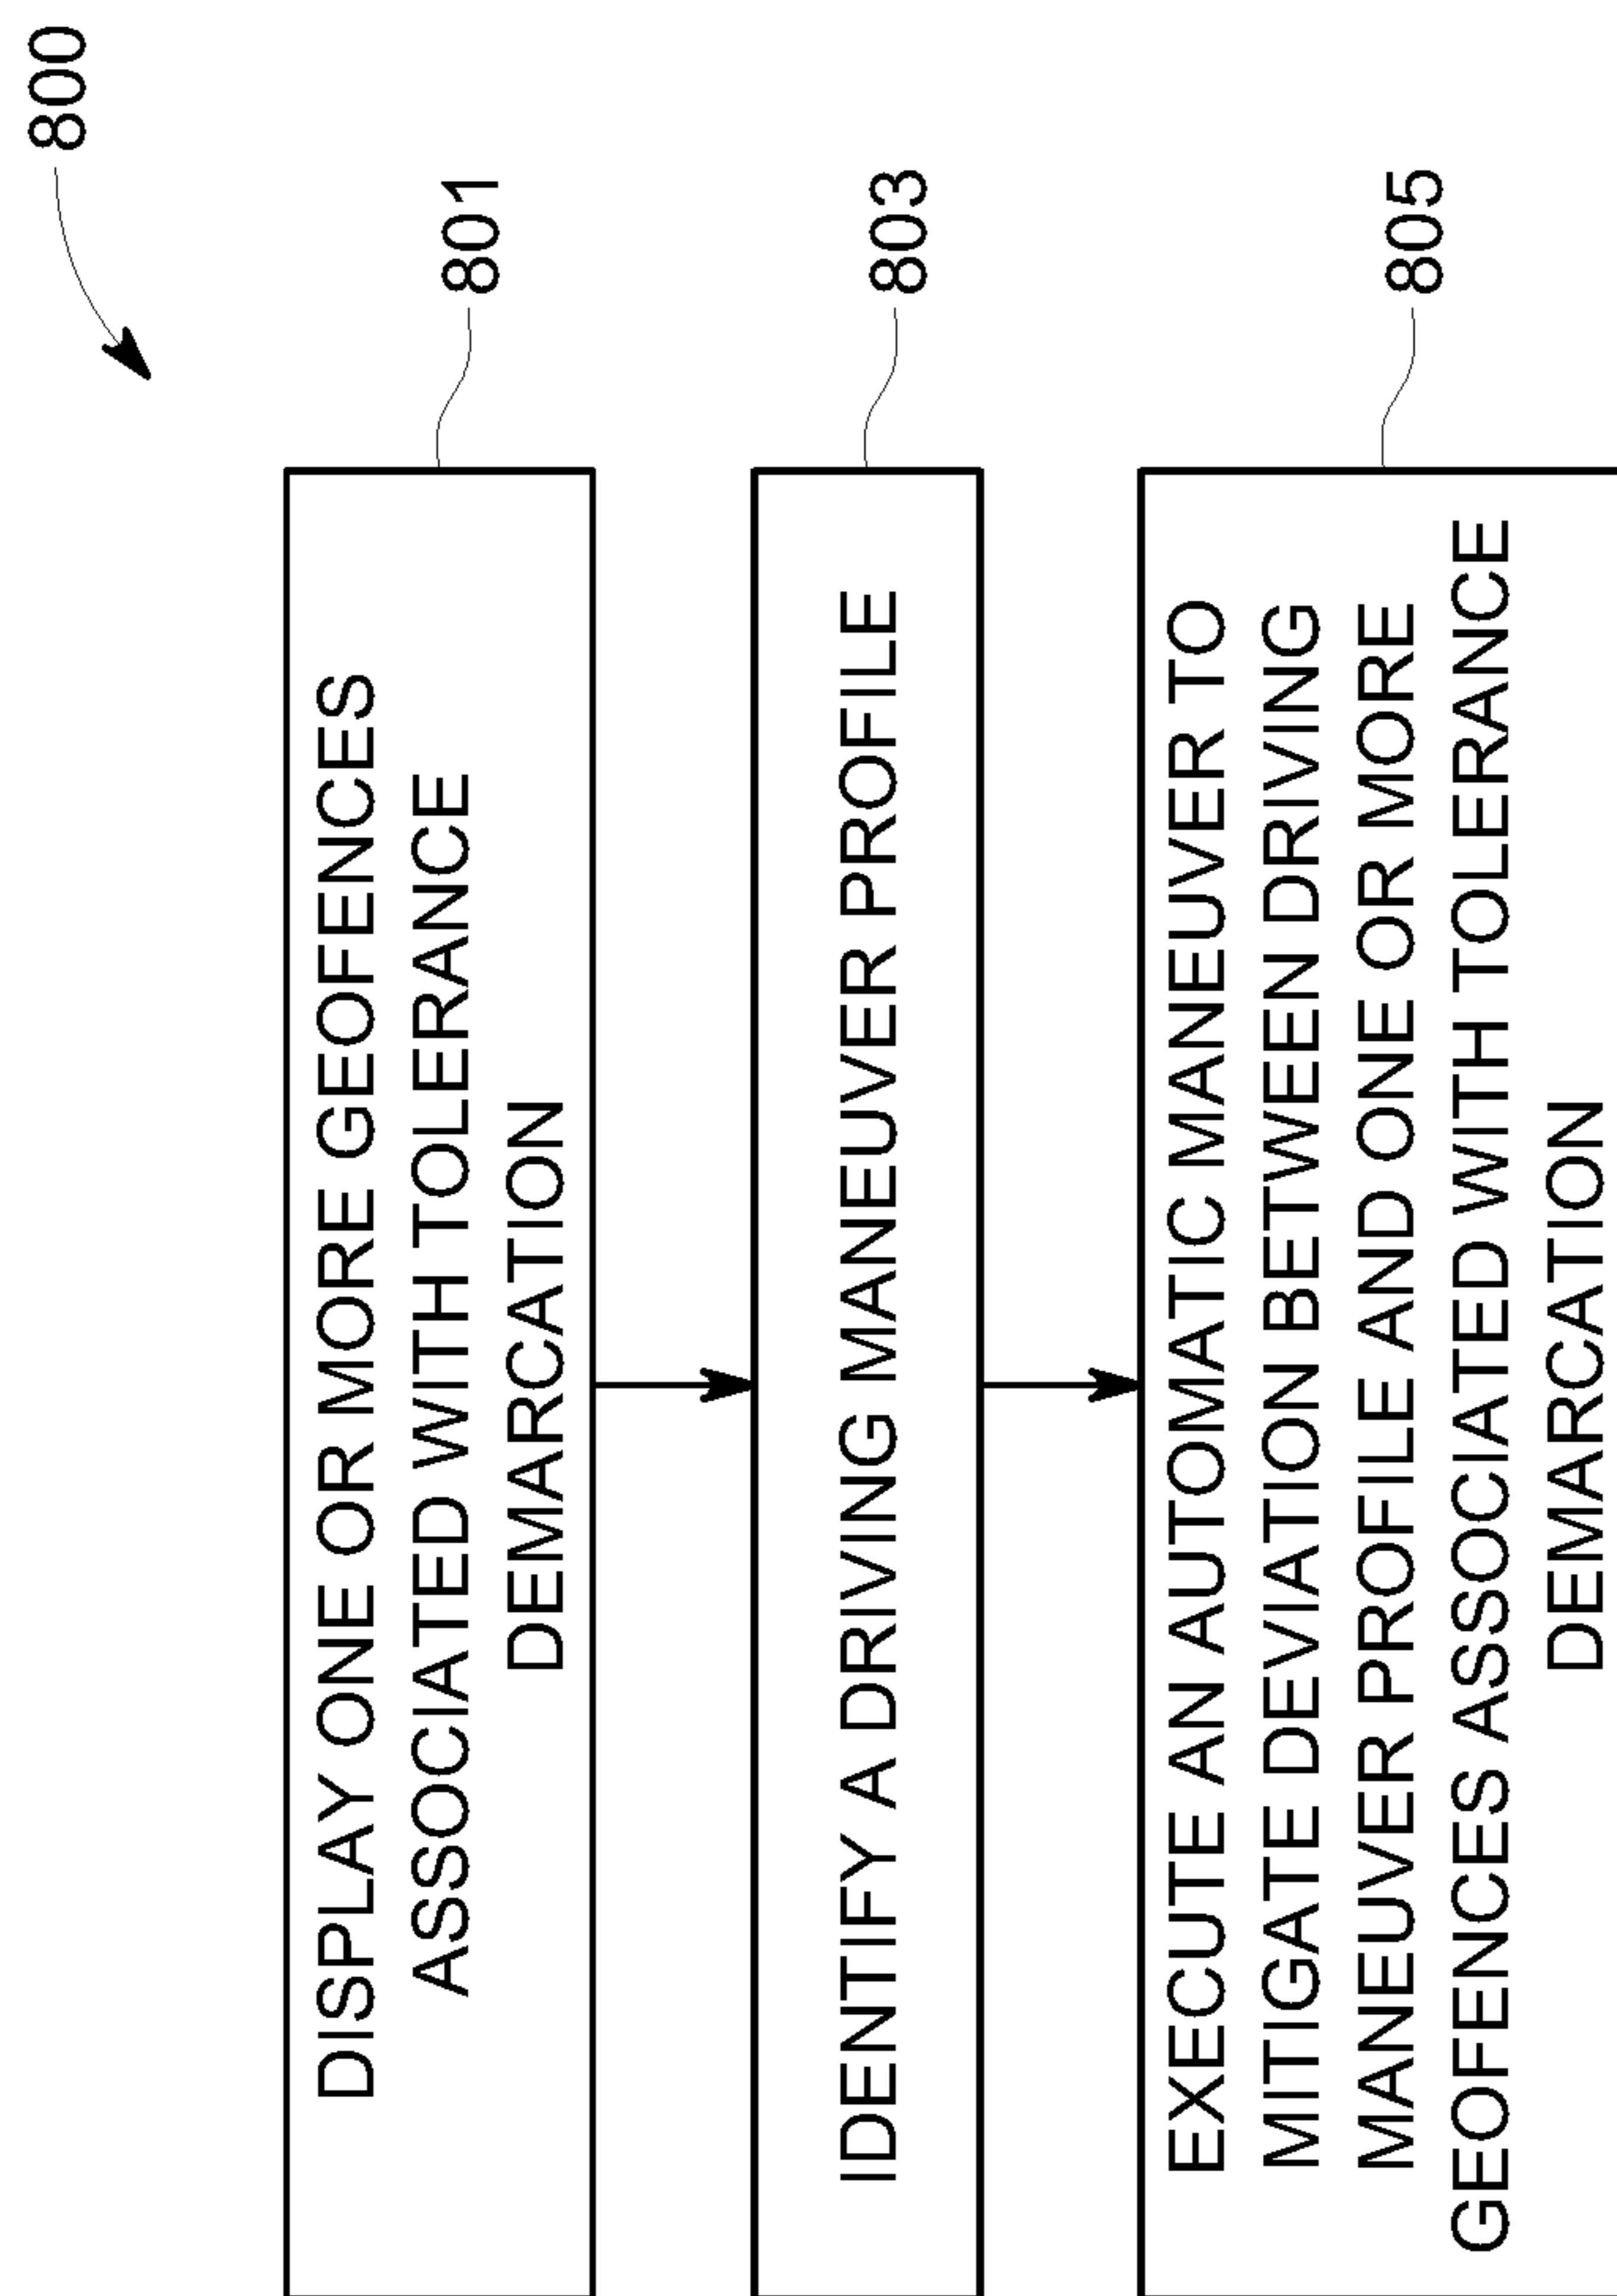 800
801
DISPLAY ONE OR MORE GEOFENCES
ASSOCIATED WITH TOLERANCE
DEMARCATION
803
IDENTIFY A DRIVING MANEUVER PROFILE
805
EXECUTE AN AUTOMATIC MANEUVER TO
MITIGATE DEVIATION BETWEEN DRIVING
MANEUVER PROFILE AND ONE OR MORE
GEOFENCES ASSOCIATED WITH TOLERANCE
DEMARCATION